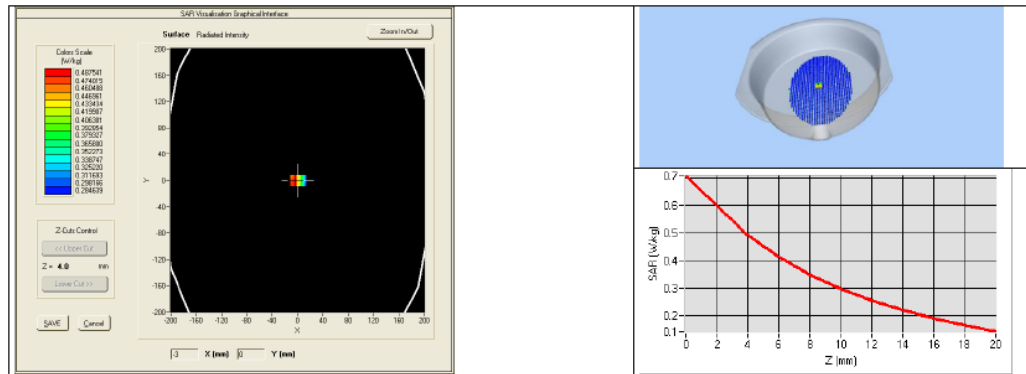 SAR Visualisation Graphical Interface
Surface Radiated Intensity
Zoom In/Out
Colors Scale
(W/kg)
0.487541
0.474015
0.460488
0.446961
0.433434
0.419907
0.406381
0.392854
0.379327
0.365800
0.352273
0.338747
0.325220
0.311693
0.298166
0.284639
Z-Cuts Control
<< Upper Cut
Z = 4.0 mm
Lower Cut >>
SAVE Cancel
200
160
120
80
40
0
-40
-80
-120
-160
-200
Y
-200 -160 -120 -80 -40 0 40 80 120 160 200
X
-3 X (mm) 0 Y (mm)
0.7
0.6
0.5
0.4
0.3
0.2
0.1
SAR (W/kg)
0 2 4 6 8 10 12 14 16 18 20
Z (mm)